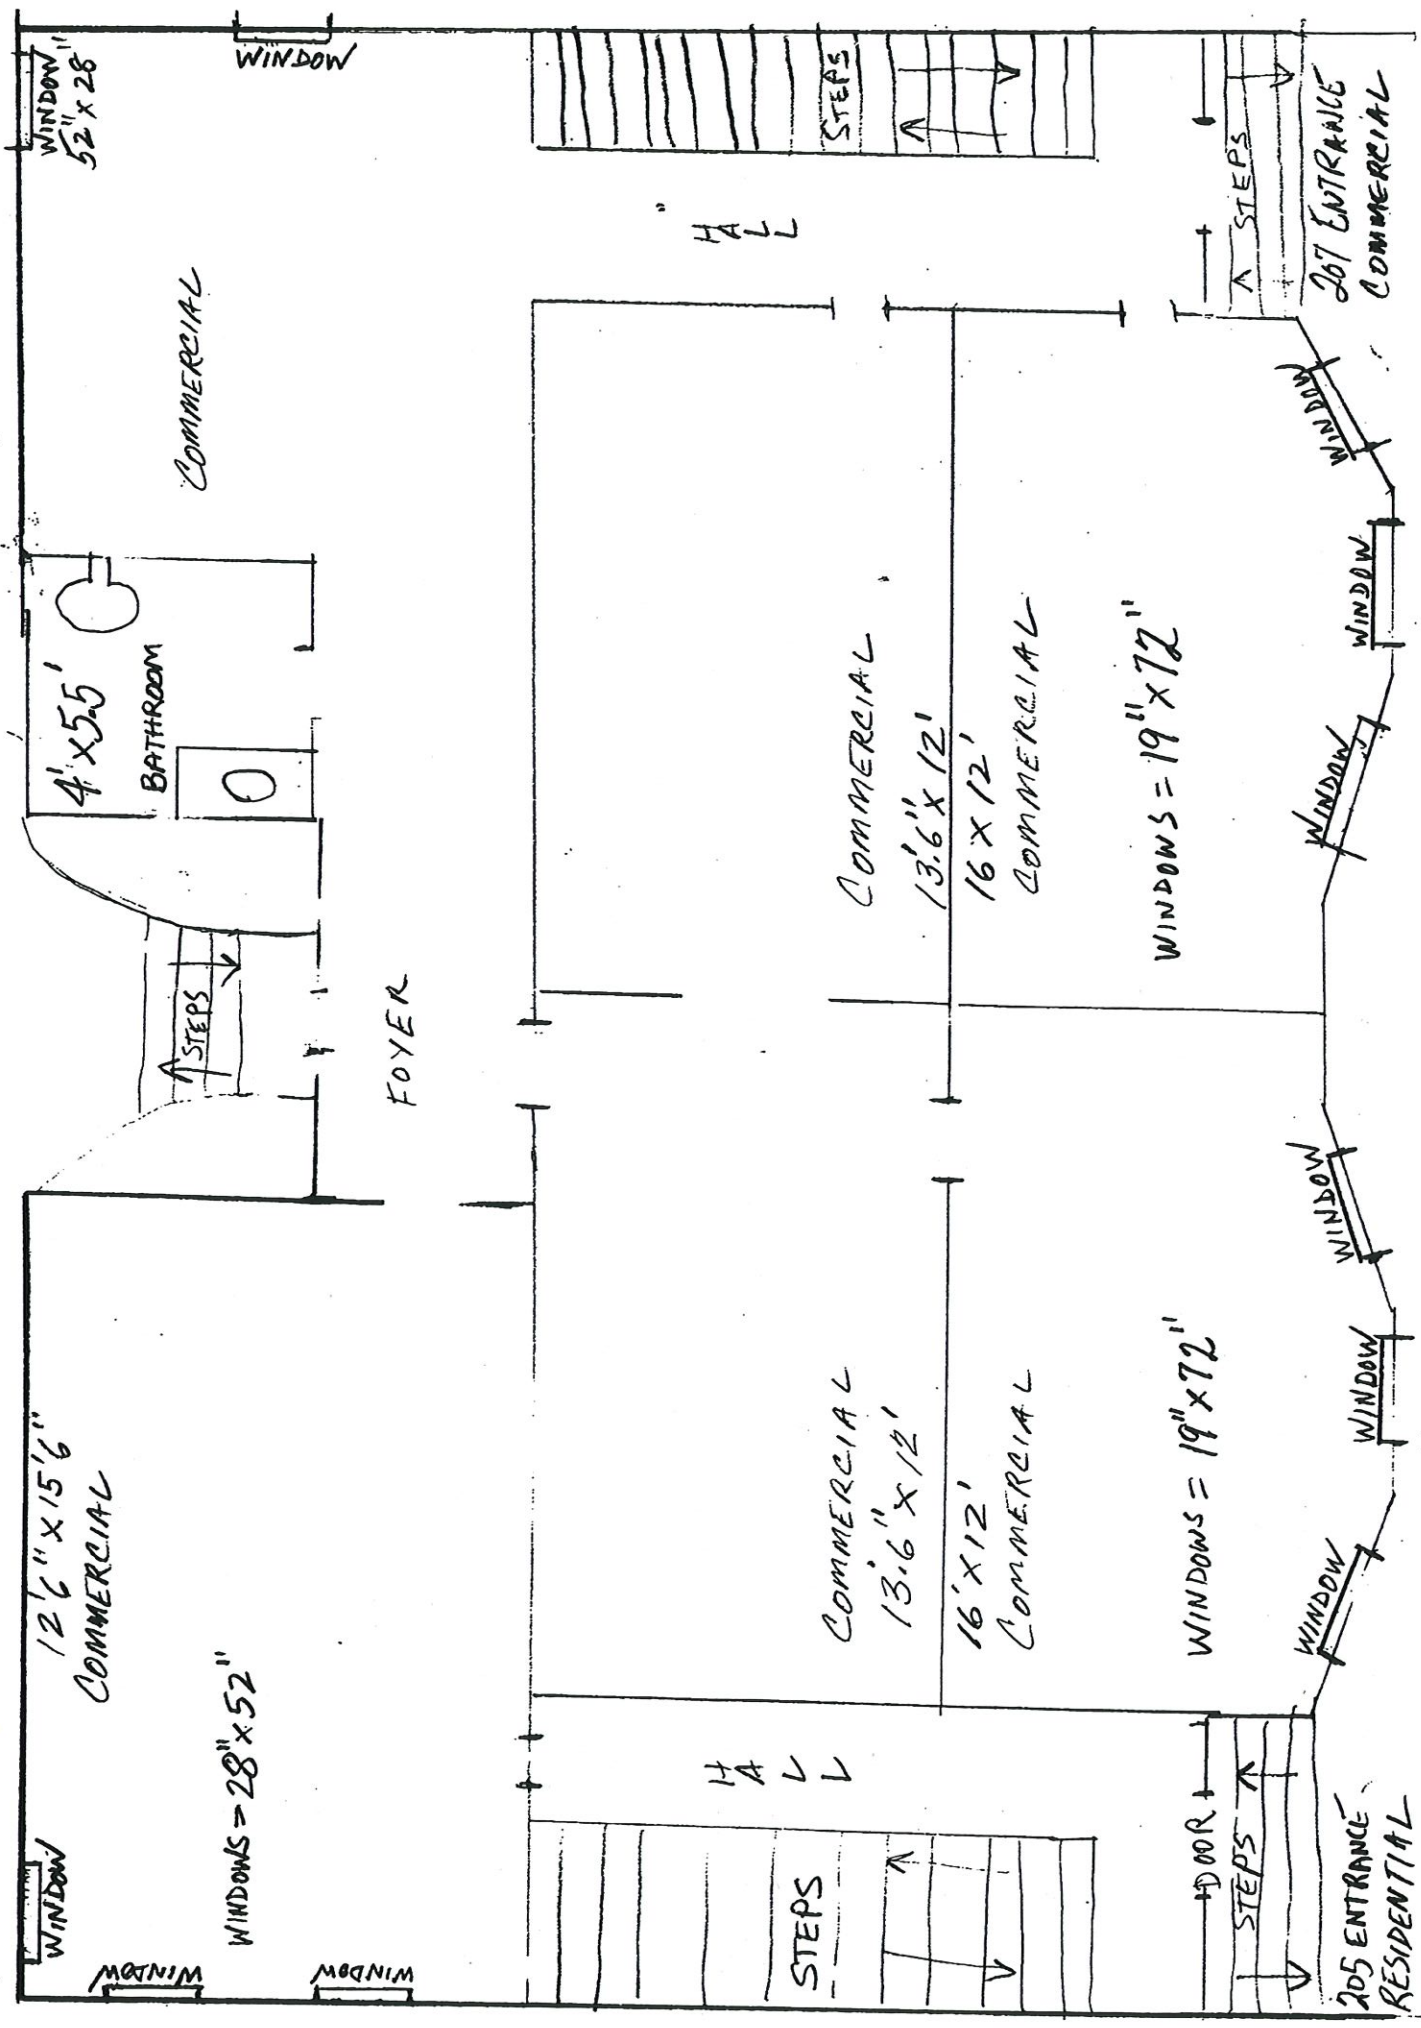 WINDOW
12'6" X 15'6"
COMMERCIAL
WINDOW
WINDOWS = 28" X 52"
WINDOW
STEPS
FOYER
4' X 5.5'
BATHROOM
COMMERCIAL
WINDOW
52" X 28"
WINDOW
STEPS
HALL
COMMERCIAL
13'.6" X 12'
16' X 12'
COMMERCIAL
WINDOWS = 19" X 72"
COMMERCIAL
13'.6" X 12'
16 X 12'
COMMERCIAL
WINDOWS = 19" X 72"
HALL
STEPS
DOOR
STEPS
205 ENTRANCE
RESIDENTIAL
WINDOW
WINDOW
WINDOW
WINDOW
WINDOW
WINDOW
STEPS
207 ENTRANCE
COMMERCIAL